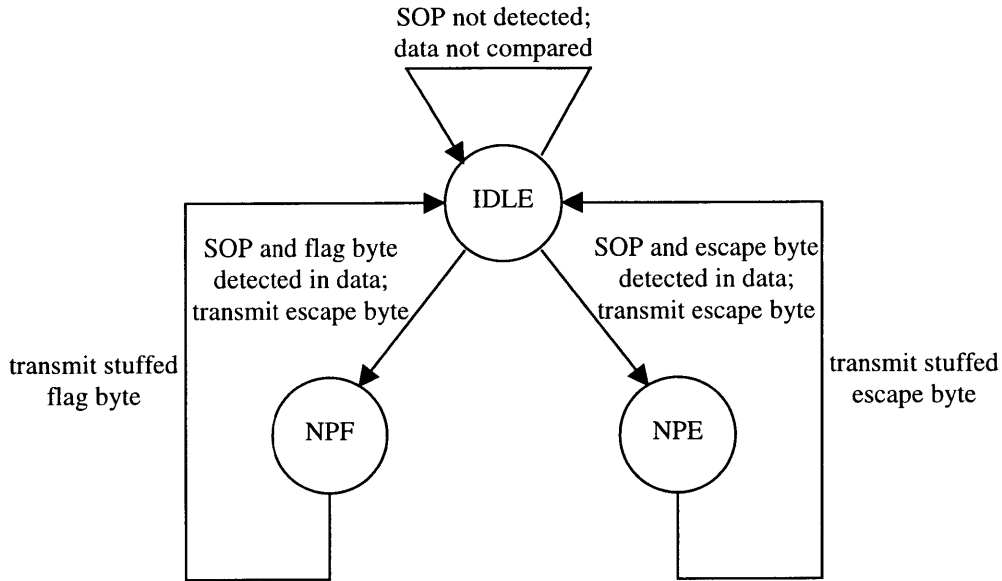 SOP not detected;
data not compared
IDLE
SOP and flag byte
detected in data;
transmit escape byte
SOP and escape byte
detected in data;
transmit escape byte
transmit stuffed
flag byte
transmit stuffed
escape byte
NPF
NPE